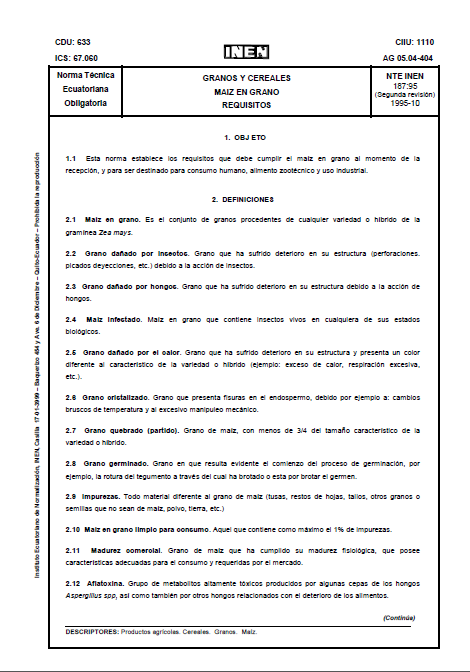 CDU: 633
CIIU: 1110
INEN
ICS: 67.060
AG 05.04-404
Norma Técnica
Ecuatoriana
Obligatoria
GRANOS Y CEREALES
MAIZ EN GRANO
REQUISITOS
NTE INEN
187:95
(Segunda revisión)
1995-10
1. OBJETO
1.1 Esta norma establece los requisitos que debe cumplir el maíz en grano al momento de la
recepción, y para ser destinado para consumo humano, alimento zootécnico y uso industrial.
2. DEFINICIONES
2.1 Maíz en grano. Es el conjunto de granos procedentes de cualquier variedad o híbrido de la
gramínea Zea mays.
2.2 Grano dañado por insectos. Grano que ha sufrido deterioro en su estructura (perforaciones.
picados deyecciones, etc.) debido a la acción de insectos.
2.3 Grano dañado por hongos. Grano que ha sufrido deterioro en su estructura debido a la acción de
hongos.
2.4 Maíz infestado. Maíz en grano que contiene insectos vivos en cualquiera de sus estados
biológicos.
2.5 Grano dañado por el calor. Grano que ha sufrido deterioro en su estructura y presenta un color
diferente al característico de la variedad o híbrido (ejemplo: exceso de calor, respiración excesiva,
etc.).
2.6 Grano cristalizado. Grano que presenta fisuras en el endospermo, debido por ejemplo a: cambios
bruscos de temperatura y al excesivo manipuleo mecánico.
2.7 Grano quebrado (partido). Grano de maíz, con menos de 3/4 del tamaño característico de la
variedad o híbrido.
2.8 Grano germinado. Grano en que resulta evidente el comienzo del proceso de germinación, por
ejemplo, la rotura del tegumento a través del cual ha brotado o esta por brotar el germen.
2.9 Impurezas. Todo material diferente al grano de maíz (tusas, restos de hojas, tallos, otros granos o
semillas que no sean de maíz, polvo, tierra, etc.)
2.10 Maíz en grano limpio para consumo. Aquel que contiene como máximo el 1% de impurezas.
2.11 Madurez comercial. Grano de maíz que ha cumplido su madurez fisiológica, que posee
características adecuadas para el consumo y requeridas por el mercado.
2.12 Aflatoxina. Grupo de metabolitos altamente tóxicos producidos por algunas cepas de los hongos
Aspergillus spp, así como también por otros hongos relacionados con el deterioro de los alimentos.
(Continúa)
DESCRIPTORES: Productos agrícolas. Cereales. Granos. Maíz.
Instituto Ecuatoriano de Normalización, INEN, Casilla 17-01-3999 – Baquerizo 454 y Ave. 6 de Diciembre – Quito-Ecuador – Prohibida la reproducción